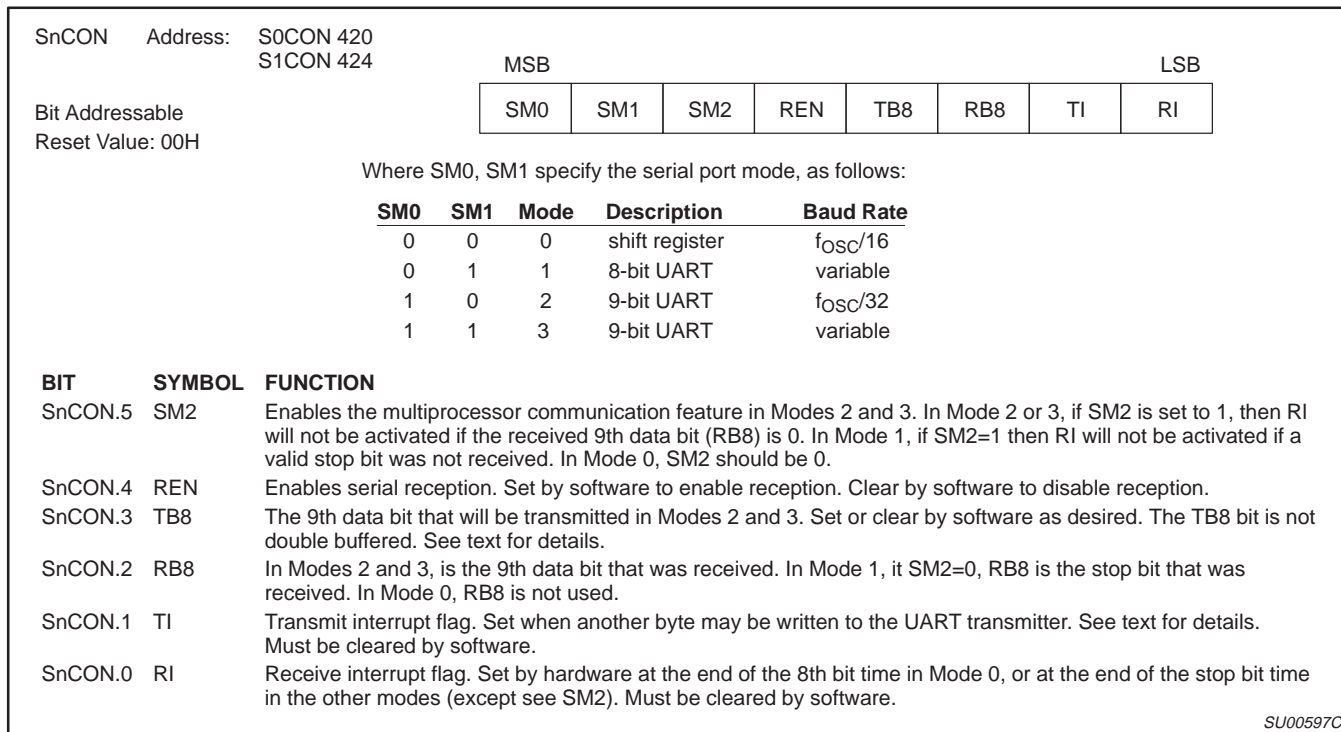 SnCON Address: S0CON 420
S1CON 424
MSB LSB
Bit Addressable
Reset Value: 00H
SM0 SM1 SM2 REN TB8 RB8 TI RI
Where SM0, SM1 specify the serial port mode, as follows:
SM0 SM1 Mode Description Baud Rate
0 0 0 shift register fOSC/16
0 1 1 8-bit UART variable
1 0 2 9-bit UART fOSC/32
1 1 3 9-bit UART variable
BIT SYMBOL FUNCTION
SnCON.5 SM2 Enables the multiprocessor communication feature in Modes 2 and 3. In Mode 2 or 3, if SM2 is set to 1, then RI
will not be activated if the received 9th data bit (RB8) is 0. In Mode 1, if SM2=1 then RI will not be activated if a
valid stop bit was not received. In Mode 0, SM2 should be 0.
SnCON.4 REN Enables serial reception. Set by software to enable reception. Clear by software to disable reception.
SnCON.3 TB8 The 9th data bit that will be transmitted in Modes 2 and 3. Set or clear by software as desired. The TB8 bit is not
double buffered. See text for details.
SnCON.2 RB8 In Modes 2 and 3, is the 9th data bit that was received. In Mode 1, it SM2=0, RB8 is the stop bit that was
received. In Mode 0, RB8 is not used.
SnCON.1 TI Transmit interrupt flag. Set when another byte may be written to the UART transmitter. See text for details.
Must be cleared by software.
SnCON.0 RI Receive interrupt flag. Set by hardware at the end of the 8th bit time in Mode 0, or at the end of the stop bit time
in the other modes (except see SM2). Must be cleared by software.
SU00597C